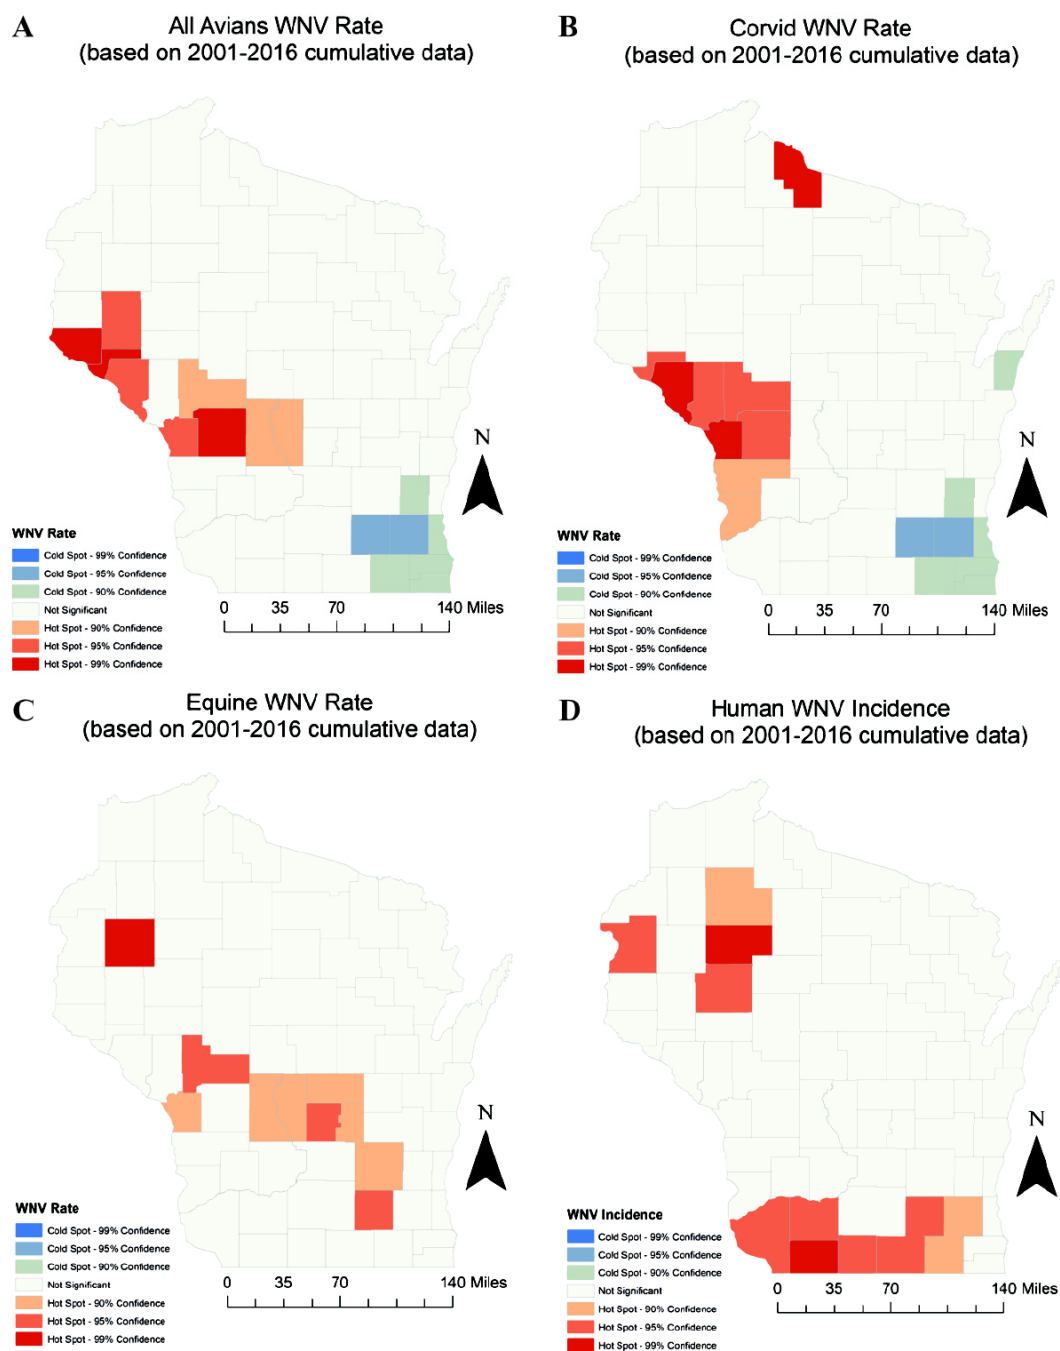 A
All Avians WNV Rate
(based on 2001-2016 cumulative data)
N
WNV Rate
Cold Spot - 99% Confidence
Cold Spot - 95% Confidence
Cold Spot - 90% Confidence
Not Significant
Hot Spot - 90% Confidence
Hot Spot - 95% Confidence
Hot Spot - 99% Confidence
0 35 70 140 Miles
B
Corvid WNV Rate
(based on 2001-2016 cumulative data)
N
WNV Rate
Cold Spot - 99% Confidence
Cold Spot - 95% Confidence
Cold Spot - 90% Confidence
Not Significant
Hot Spot - 90% Confidence
Hot Spot - 95% Confidence
Hot Spot - 99% Confidence
0 35 70 140 Miles
C
Equine WNV Rate
(based on 2001-2016 cumulative data)
N
WNV Rate
Cold Spot - 99% Confidence
Cold Spot - 95% Confidence
Cold Spot - 90% Confidence
Not Significant
Hot Spot - 90% Confidence
Hot Spot - 95% Confidence
Hot Spot - 99% Confidence
0 35 70 140 Miles
D
Human WNV Incidence
(based on 2001-2016 cumulative data)
N
WNV Incidence
Cold Spot - 99% Confidence
Cold Spot - 95% Confidence
Cold Spot - 90% Confidence
Not Significant
Hot Spot - 90% Confidence
Hot Spot - 95% Confidence
Hot Spot - 99% Confidence
0 35 70 140 Miles